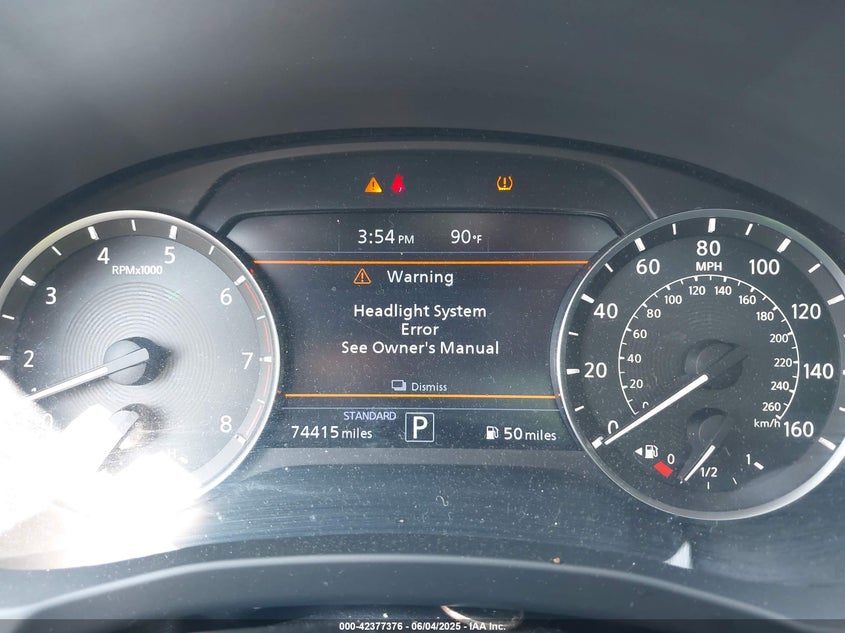 3:54 PM 90°F
Warning
Headlight System
Error
See Owner's Manual
Dismiss
STANDARD
74415 miles P 50 miles
RPMx1000
2 3 4 5 6 7 8
MPH
0 20 40 60 80 100 120 140 160
0 20 40 60 80 100 120 140 160 180 200 220 240 260
km/h
0 1/2 1
000-42377376 - 06/04/2025 - IAA Inc.